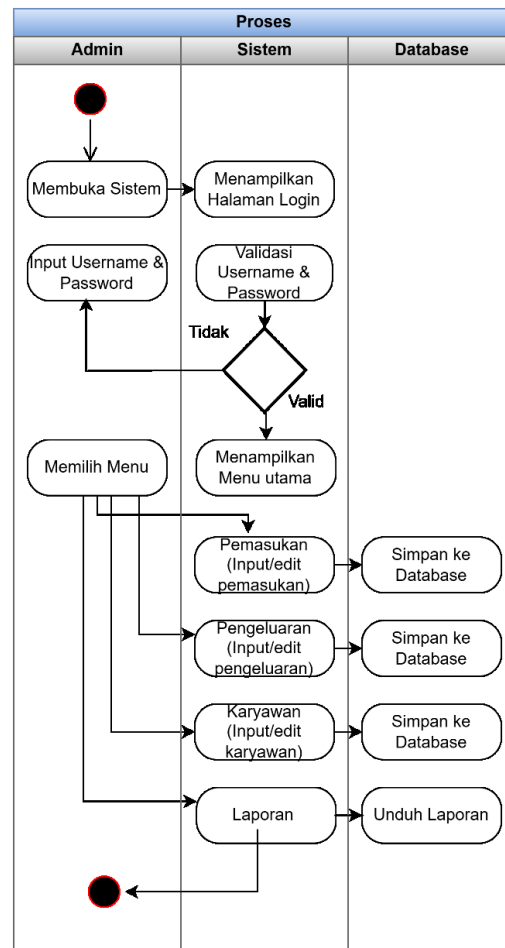 Proses
Admin
Sistem
Database
Membuka Sistem
Menampilkan
Halaman Login
Input Username &
Password
Validasi
Username &
Password
Tidak
Valid
Memilih Menu
Menampilkan
Menu utama
Pemasukan
(Input/edit
pemasukan)
Simpan ke
Database
Pengeluaran
(Input/edit
pengeluaran)
Simpan ke
Database
Karyawan
(Input/edit
karyawan)
Simpan ke
Database
Laporan
Unduh Laporan